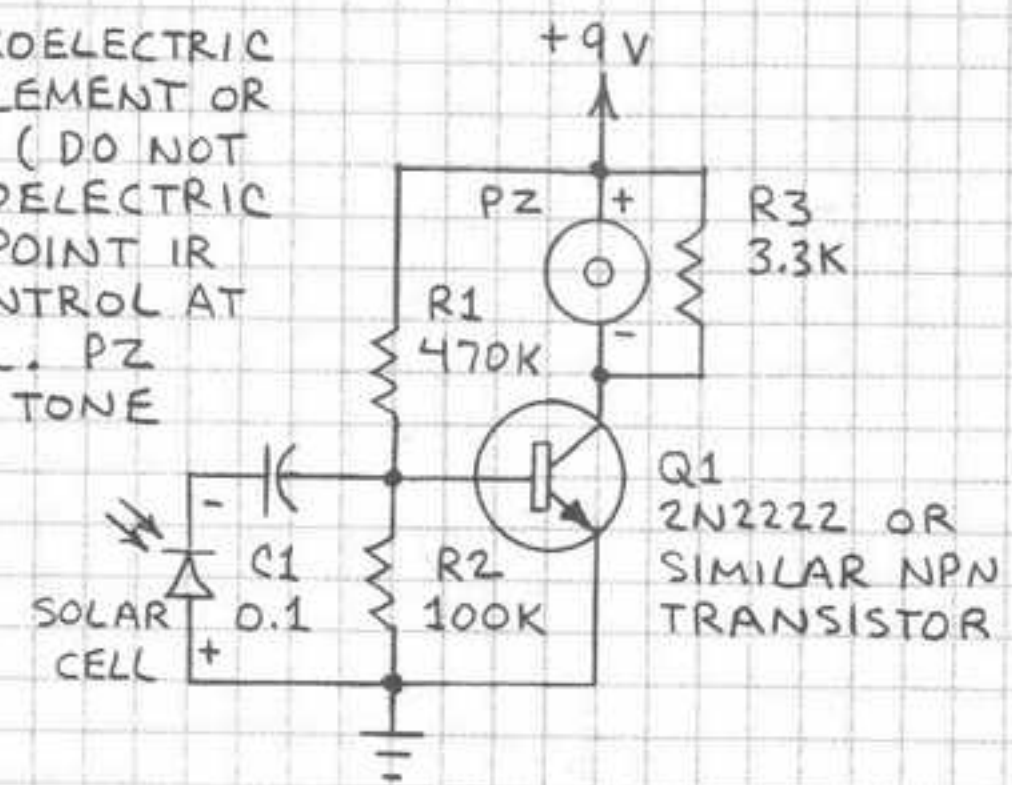 OELECTRIC
LEMENT OR
( DO NOT
OELECTRIC
POINT IR
NTROL AT
L. PZ
TONE
+9V
PZ
+
-
R3
3.3K
R1
470K
-
C1
0.1
SOLAR
CELL
+
R2
100K
Q1
2N2222 OR
SIMILAR NPN
TRANSISTOR